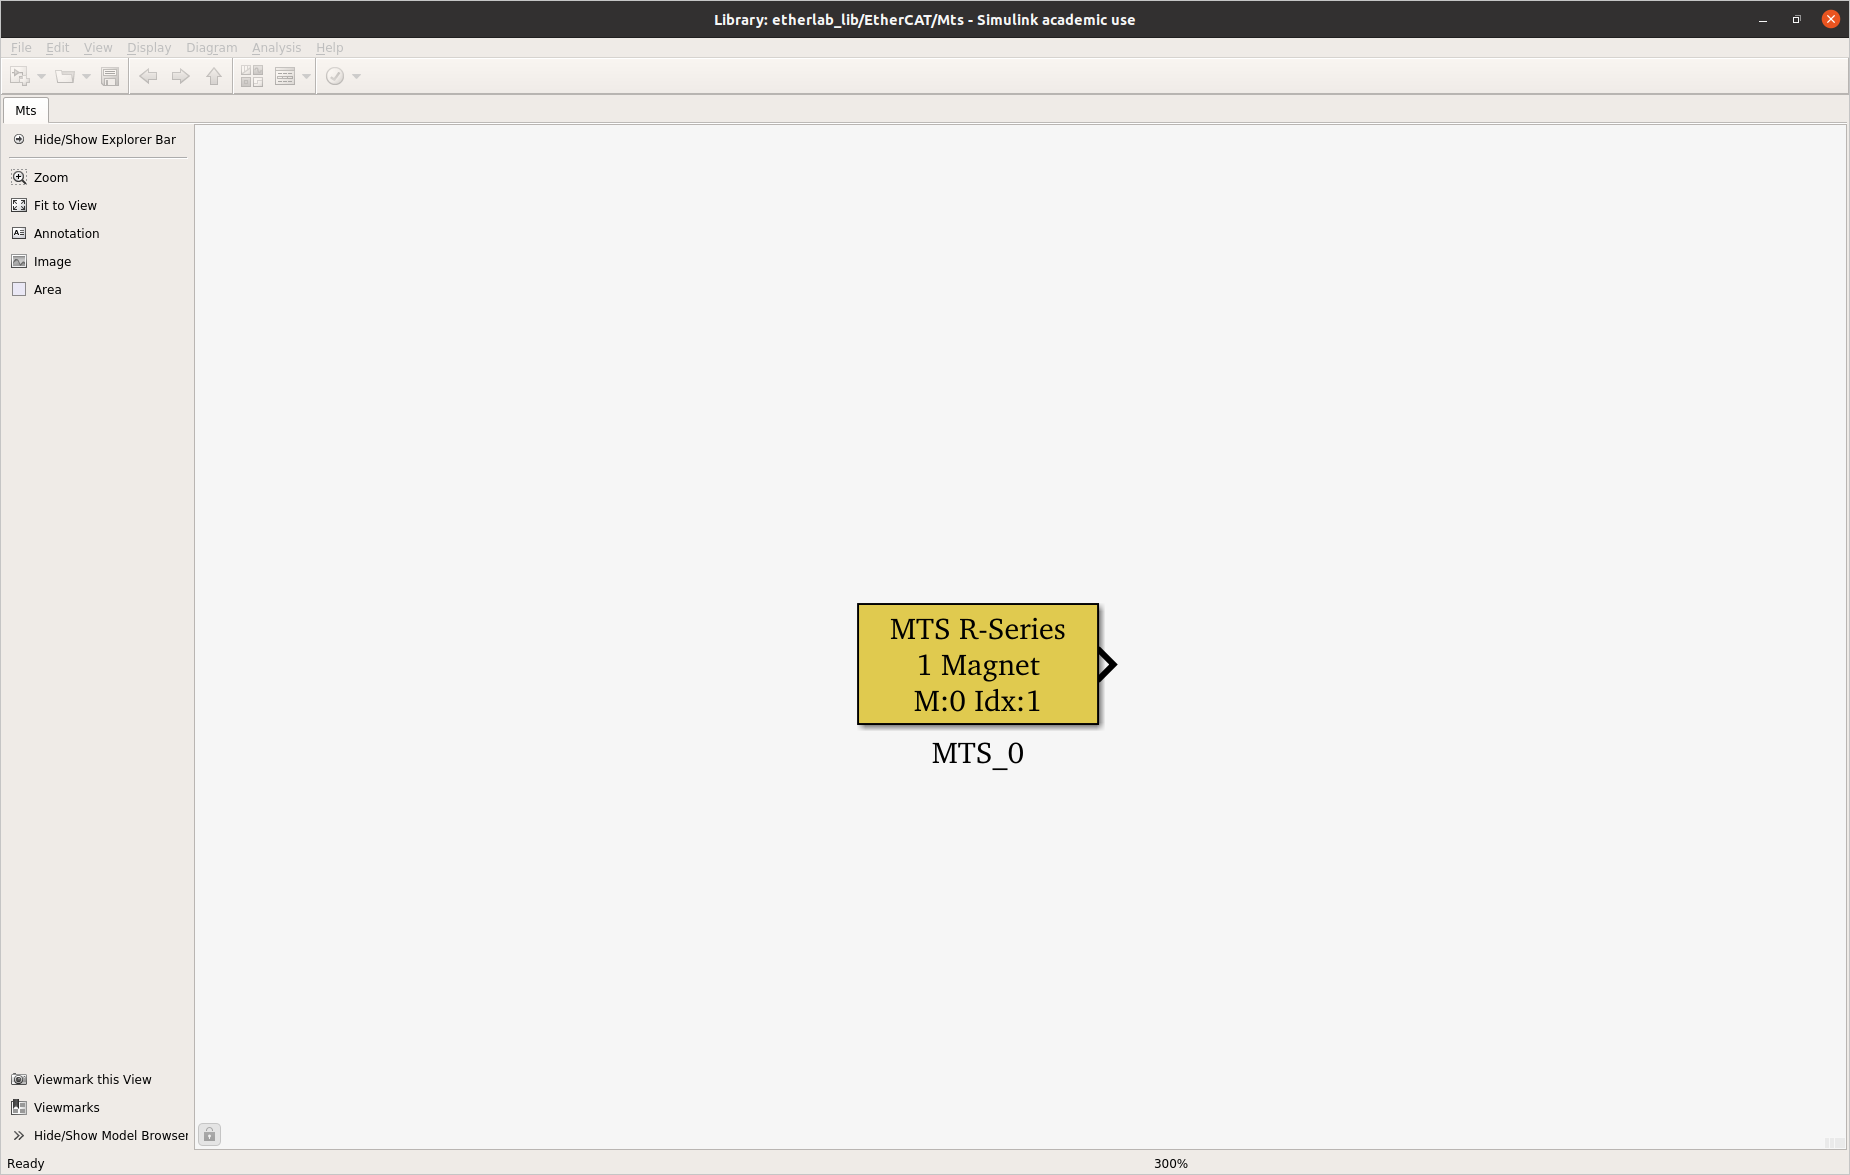 Library: etherlab_lib/EtherCAT/Mts - Simulink academic use
File Edit View Display Diagram Analysis Help
Mts
Hide/Show Explorer Bar
Zoom
Fit to View
Annotation
Image
Area
MTS R-Series
1 Magnet
M:0 Idx:1
MTS_0
Viewmark this View
Viewmarks
Hide/Show Model Browser
Ready 300%